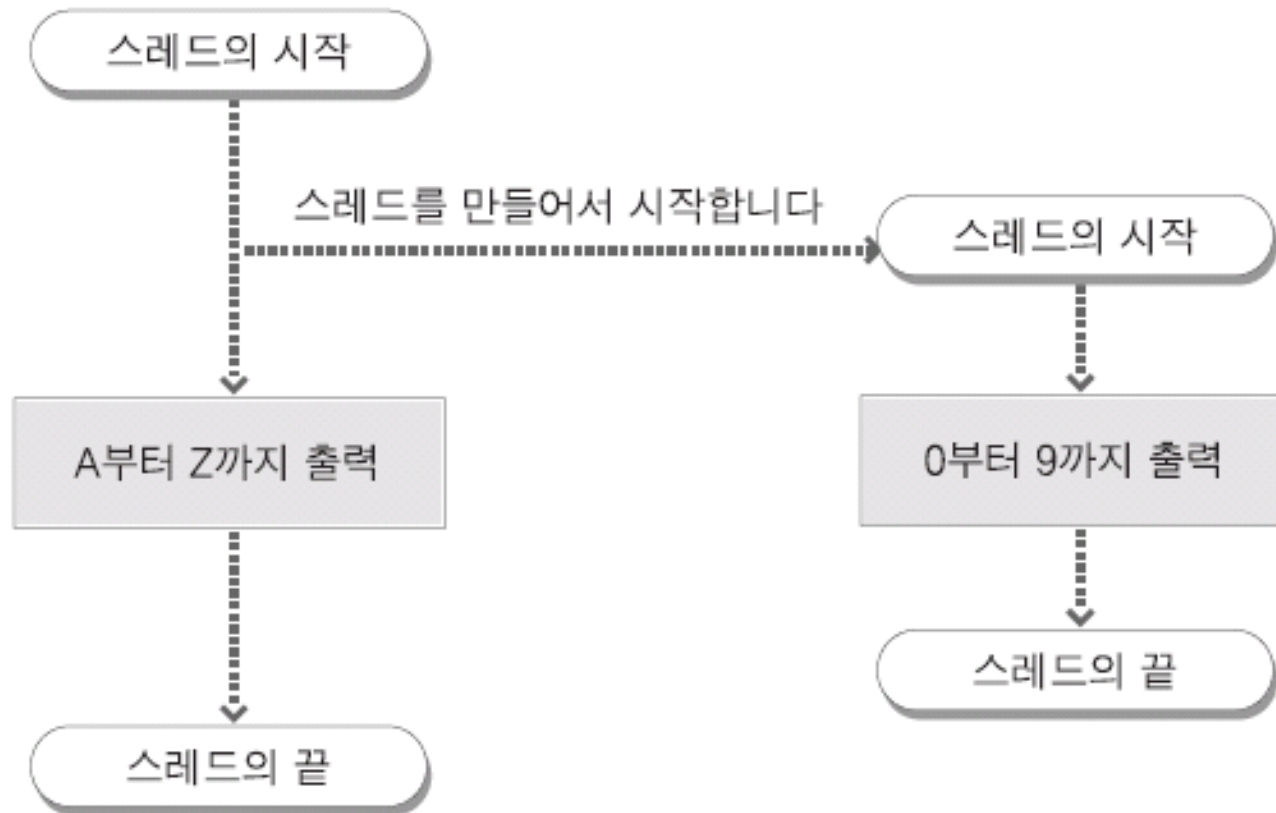 스레드의 시작
스레드를 만들어서 시작합니다
스레드의 시작
A부터 Z까지 출력
0부터 9까지 출력
스레드의 끝
스레드의 끝